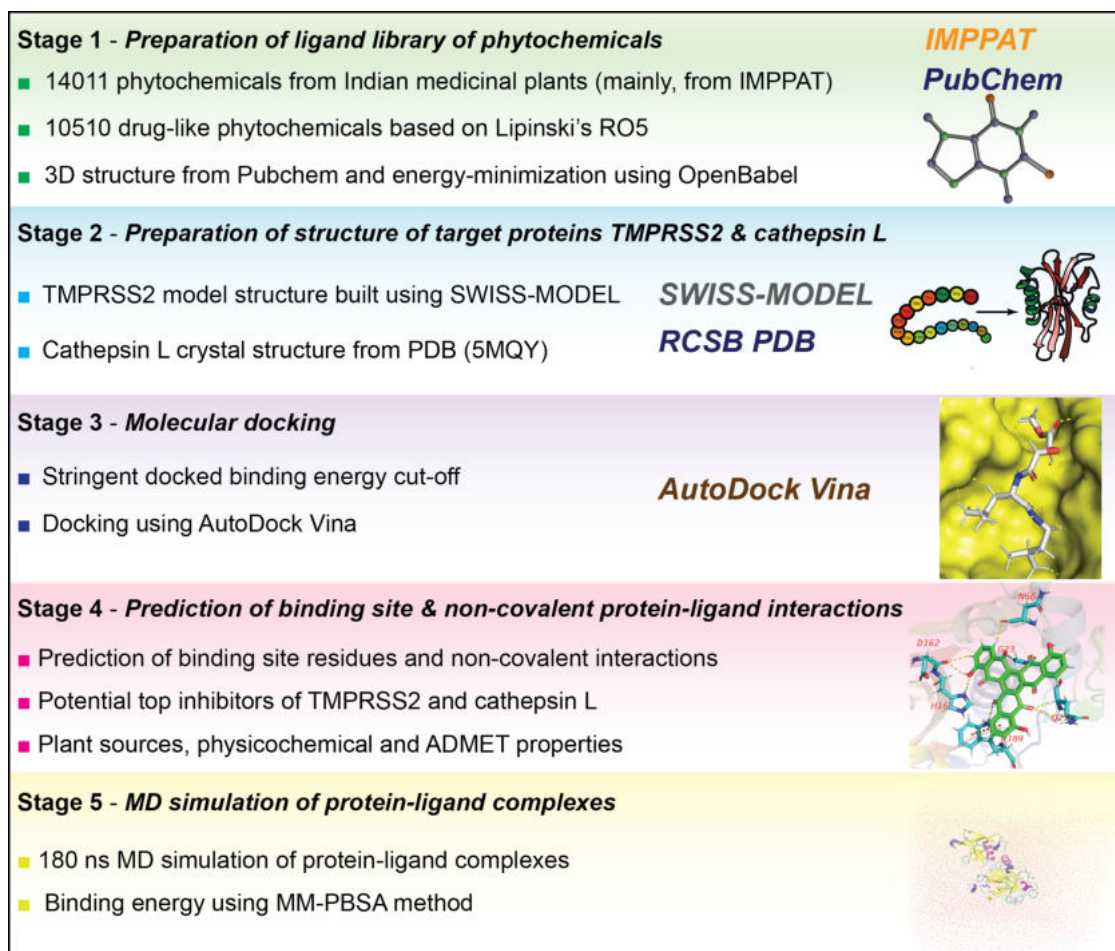 Stage 1 - Preparation of ligand library of phytochemicals
IMPPAT
PubChem
14011 phytochemicals from Indian medicinal plants (mainly, from IMPPAT)
10510 drug-like phytochemicals based on Lipinski's RO5
3D structure from Pubchem and energy-minimization using OpenBabel
Stage 2 - Preparation of structure of target proteins TMPRSS2 & cathepsin L
TMPRSS2 model structure built using SWISS-MODEL
SWISS-MODEL
RCSB PDB
Cathepsin L crystal structure from PDB (5MQY)
Stage 3 - Molecular docking
Stringent docked binding energy cut-off
AutoDock Vina
Docking using AutoDock Vina
Stage 4 - Prediction of binding site & non-covalent protein-ligand interactions
N66
D162
G23
Prediction of binding site residues and non-covalent interactions
Potential top inhibitors of TMPRSS2 and cathepsin L
Plant sources, physicochemical and ADMET properties
Stage 5 - MD simulation of protein-ligand complexes
180 ns MD simulation of protein-ligand complexes
Binding energy using MM-PBSA method